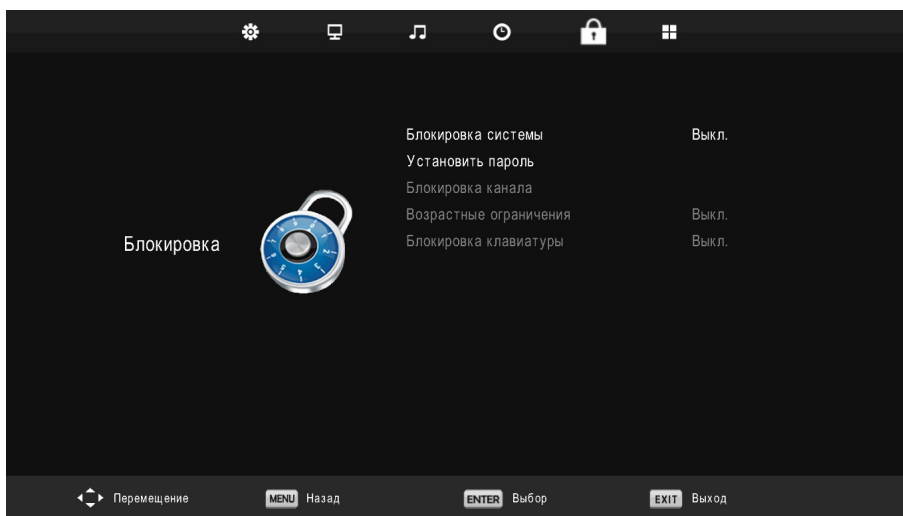 Блокировка системы Выкл.
Установить пароль
Блокировка канала
Возрастные ограничения Выкл.
Блокировка клавиатуры Выкл.
Блокировка
Перемещение MENU Назад ENTER Выбор EXIT Выход